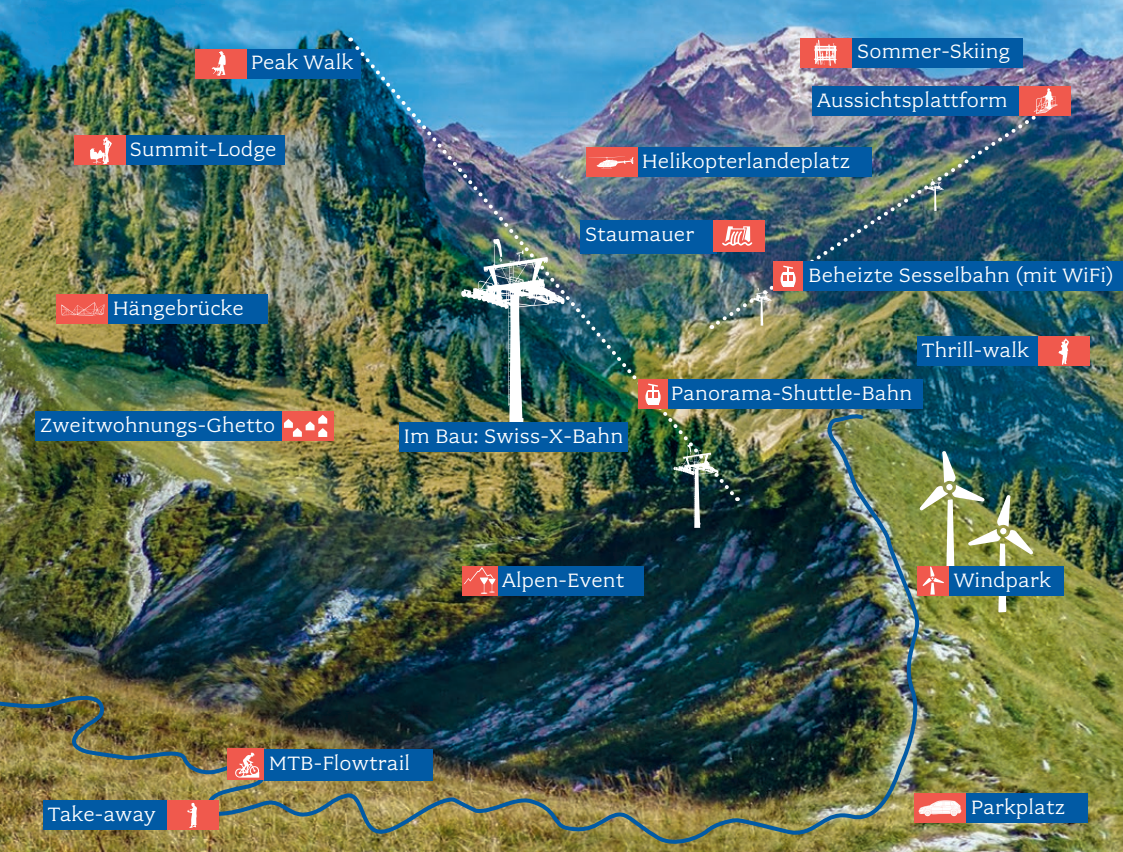 Peak Walk
Sommer-Skiing
Aussichtsplattform
Summit-Lodge
Helikopterlandeplatz
Staumauer
Beheizte Sesselbahn (mit WiFi)
Hängebrücke
Thrill-walk
Panorama-Shuttle-Bahn
Zweitwohnungs-Ghetto
Im Bau: Swiss-X-Bahn
Alpen-Event
Windpark
MTB-Flowtrail
Take-away
Parkplatz